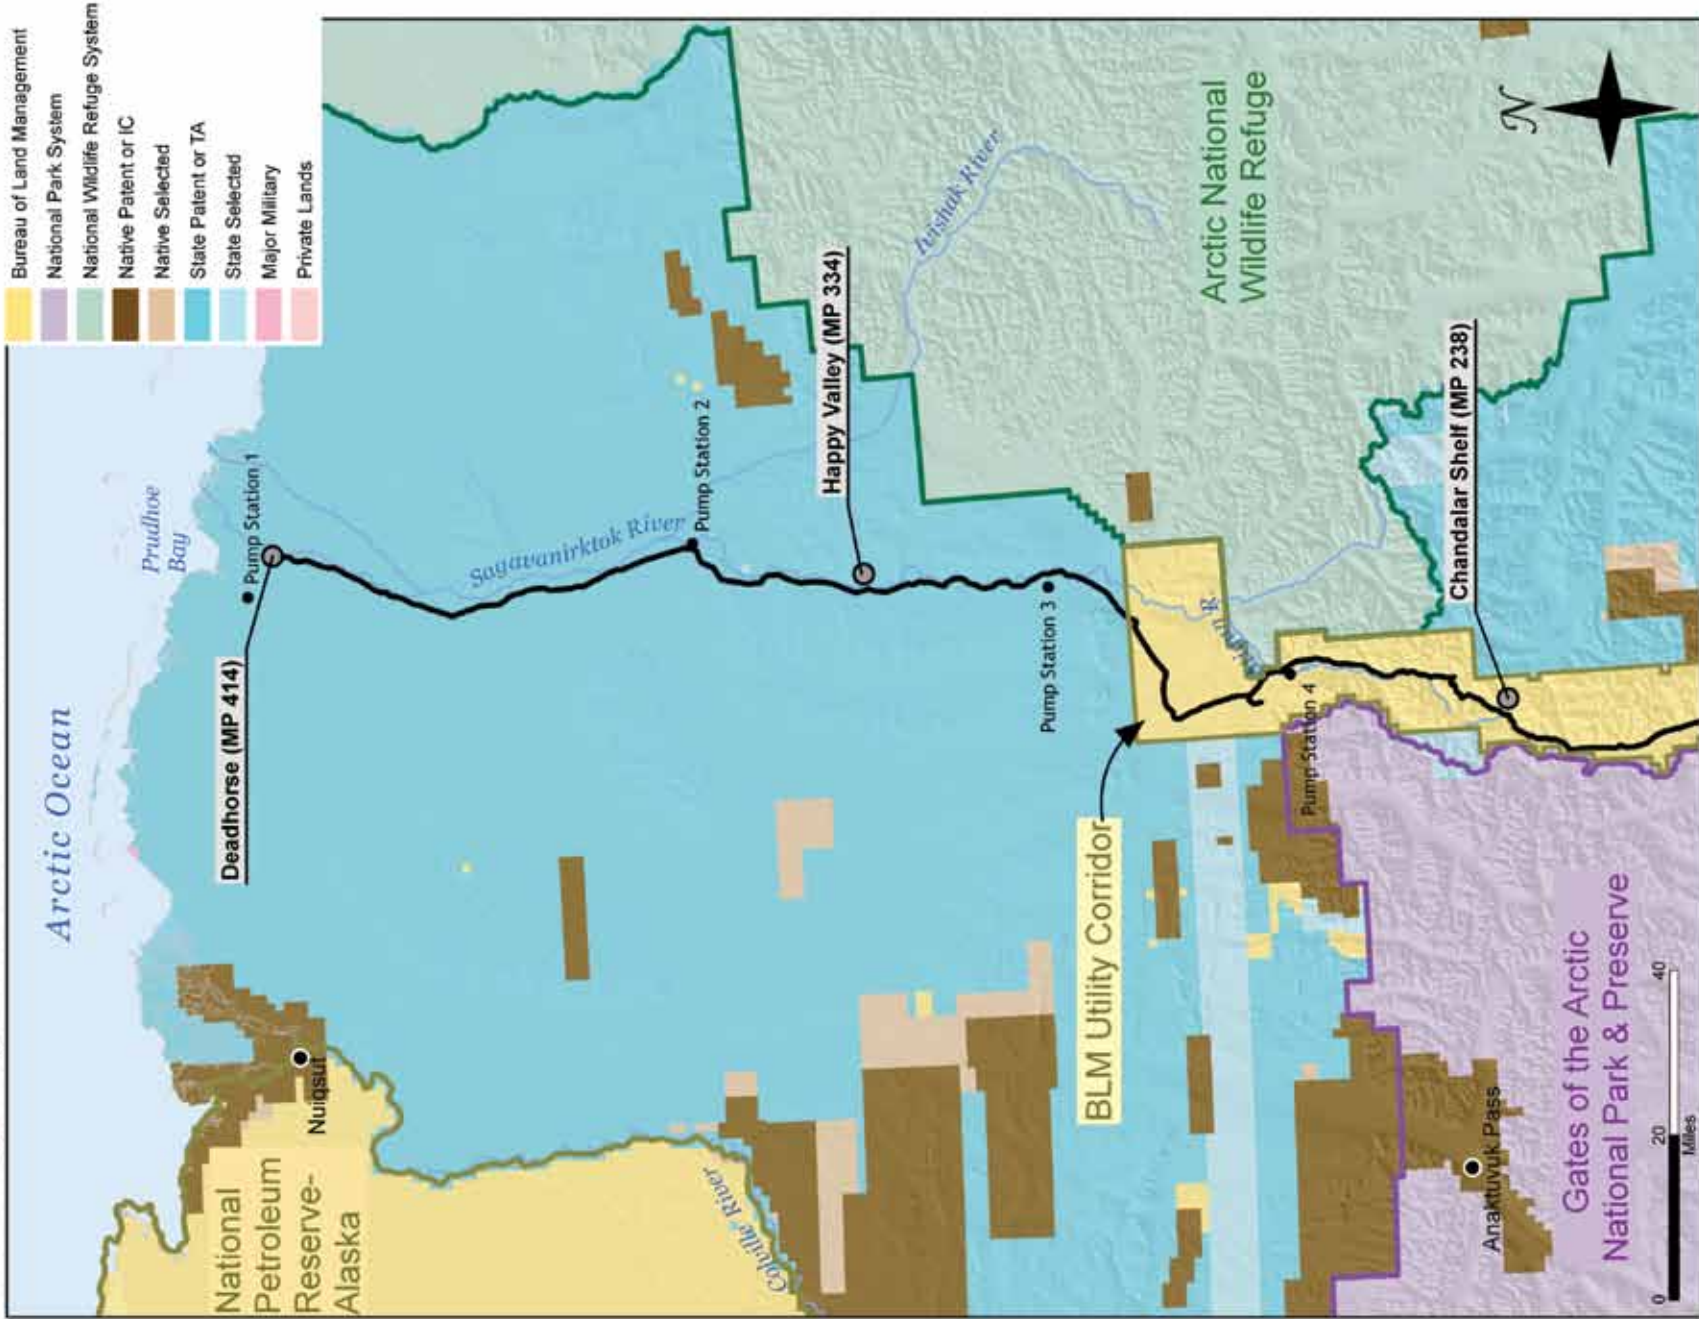 Bureau of Land Management
National Park System
National Wildlife Refuge System
Native Patent or IC
Native Selected
State Patent or TA
State Selected
Major Military
Private Lands
Arctic Ocean
Prudhoe
Bay
Pump Station 1
Deadhorse (MP 414)
Sagavanirktok River
Pump Station 2
Happy Valley (MP 334)
Ivishak River
Arctic National
Wildlife Refuge
N
Nuiqsut
National
Petroleum
Reserve-
Alaska
Colville River
Pump Station 3
BLM Utility Corridor
Pump Station 4
Chandalar Shelf (MP 238)
Gates of the Arctic
National Park & Preserve
Anaktuvuk Pass
0
20
40
Miles